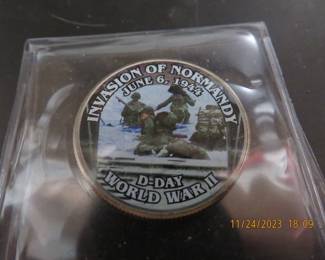 INVASION OF NORMANDY
JUNE 6, 1944
D-DAY
WORLD WAR II
11/24/2023 18:09